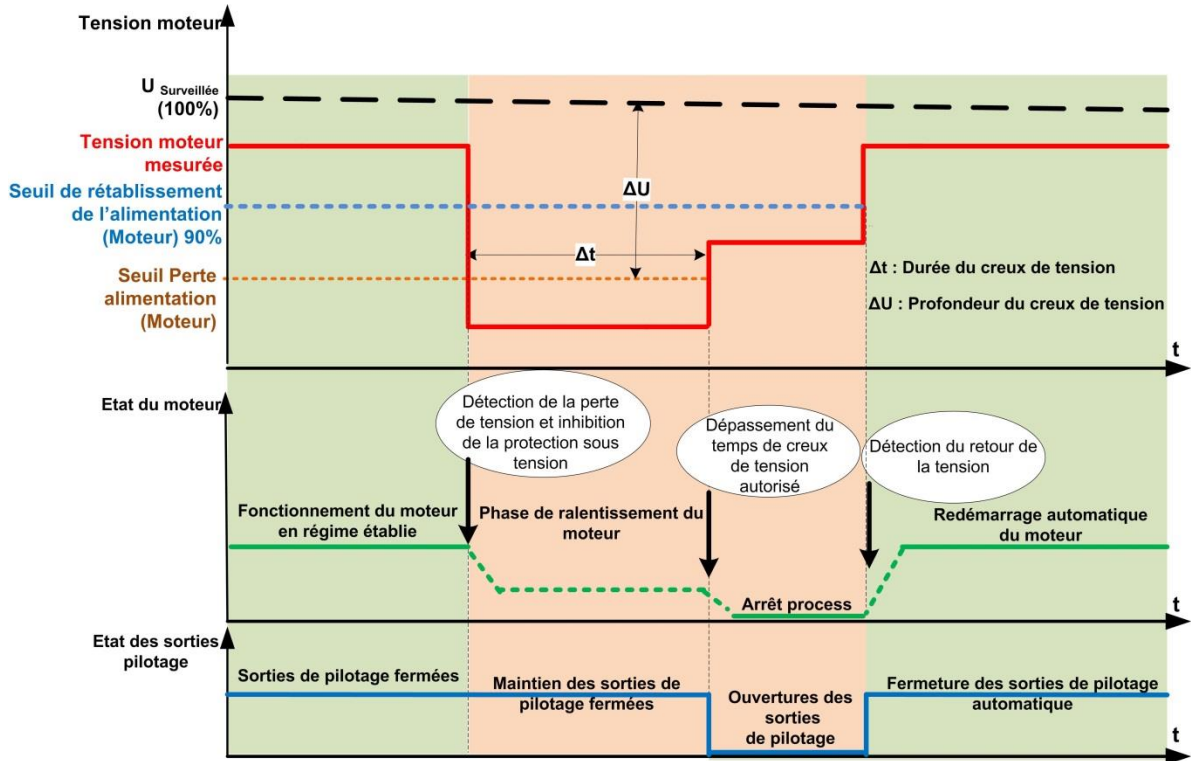 Tension moteur
U Surveillée
(100%)
Tension moteur
mesurée
Seuil de rétablissement
de l'alimentation
(Moteur) 90%
Seuil Perte
alimentation
(Moteur)
ΔU
Δt
Δt : Durée du creux de tension
ΔU : Profondeur du creux de tension
t
Etat du moteur
Détection de la perte
de tension et inhibition
de la protection sous
tension
Dépassement du
temps de creux
de tension
autorisé
Détection du retour de
la tension
Fonctionnement du moteur
en régime établie
Phase de ralentissement du
moteur
Arrêt process
Redémarrage automatique
du moteur
t
Etat des sorties
pilotage
Sorties de pilotage fermées
Maintien des sorties de
pilotage fermées
Ouvertures des
sorties
de pilotage
Fermeture des sorties de pilotage
automatique
t